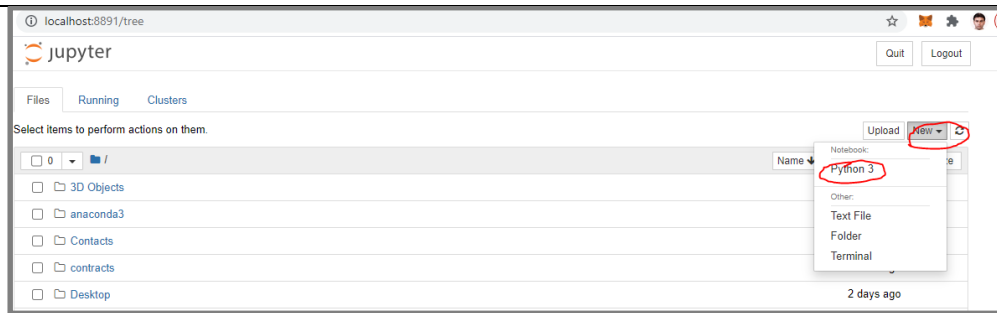 localhost:8891/tree
jupyter
Quit Logout
Files Running Clusters
Select items to perform actions on them.
Upload New
0 /
Name
Notebook:
Python 3
3D Objects
Other:
anaconda3
Text File
Contacts
Folder
contracts
Terminal
Desktop
2 days ago